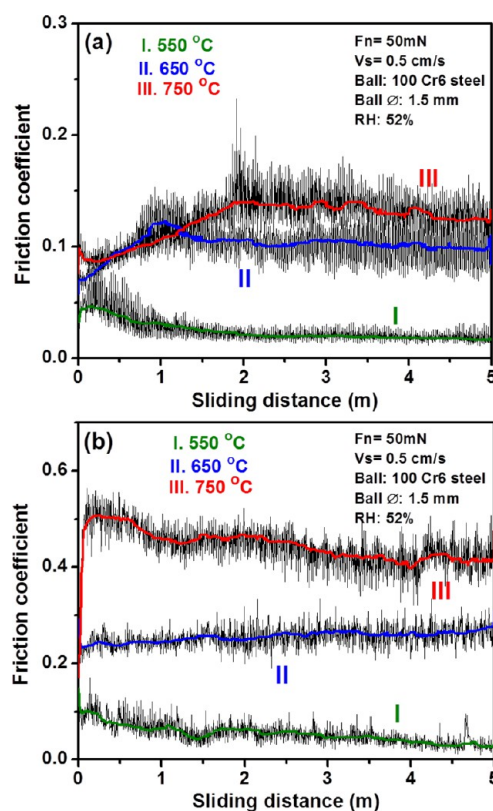 (a)
I. 550 °C
II. 650 °C
III. 750 °C
Fn= 50mN
Vs= 0.5 cm/s
Ball: 100 Cr6 steel
Ball Ø: 1.5 mm
RH: 52%
Friction coefficient
0.3
0.2
0.1
0.0
III
II
I
0 1 2 3 4 5
Sliding distance (m)
(b)
I. 550 °C
II. 650 °C
III. 750 °C
Fn= 50mN
Vs= 0.5 cm/s
Ball: 100 Cr6 steel
Ball Ø: 1.5 mm
RH: 52%
Friction coefficient
0.6
0.4
0.2
0.0
III
II
I
0 1 2 3 4 5
Sliding distance (m)